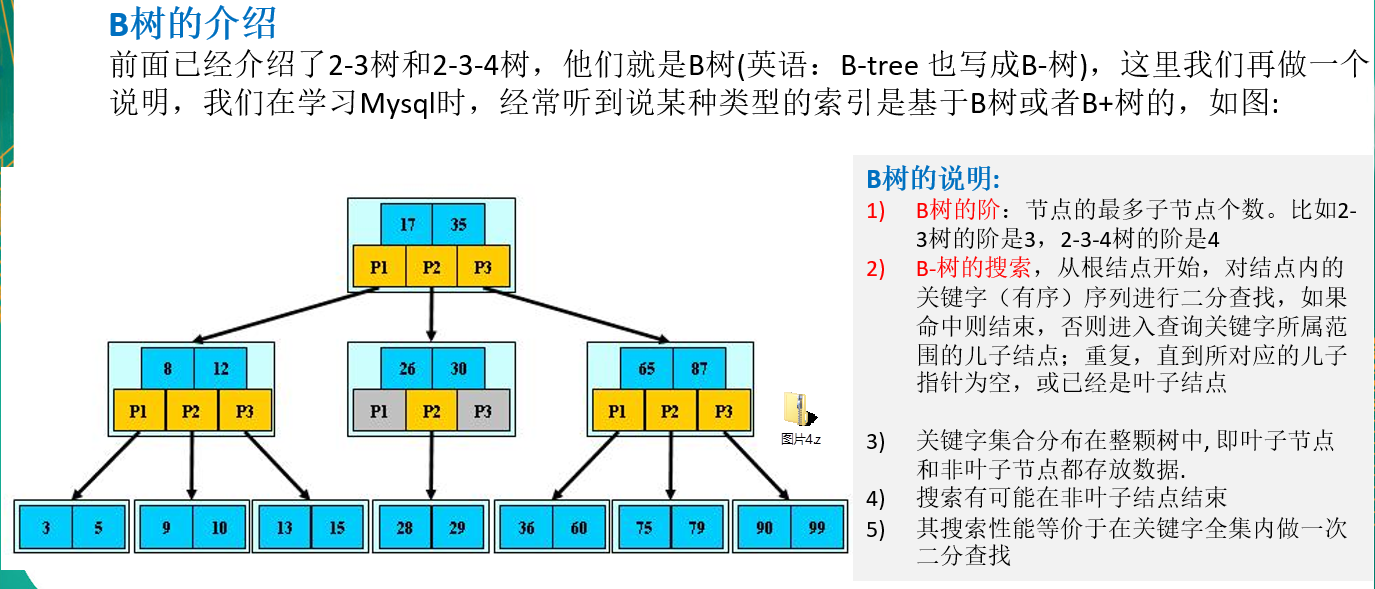 B树的介绍
前面已经介绍了2-3树和2-3-4树，他们就是B树(英语：B-tree 也写成B-树)，这里我们再做一个
说明，我们在学习Mysql时，经常听到说某种类型的索引是基于B树或者B+树的，如图:
17 35
P1 P2 P3
8 12
P1 P2 P3
26 30
P1 P2 P3
65 87
P1 P2 P3
3 5
9 10
13 15
28 29
36 60
75 79
90 99
图片4.z
B树的说明:
1) B树的阶：节点的最多子节点个数。比如2-
3树的阶是3，2-3-4树的阶是4
2) B-树的搜索，从根结点开始，对结点内的
关键字（有序）序列进行二分查找，如果
命中则结束，否则进入查询关键字所属范
围的儿子结点；重复，直到所对应的儿子
指针为空，或已经是叶子结点
3) 关键字集合分布在整颗树中, 即叶子节点
和非叶子节点都存放数据.
4) 搜索有可能在非叶子结点结束
5) 其搜索性能等价于在关键字全集内做一次
二分查找